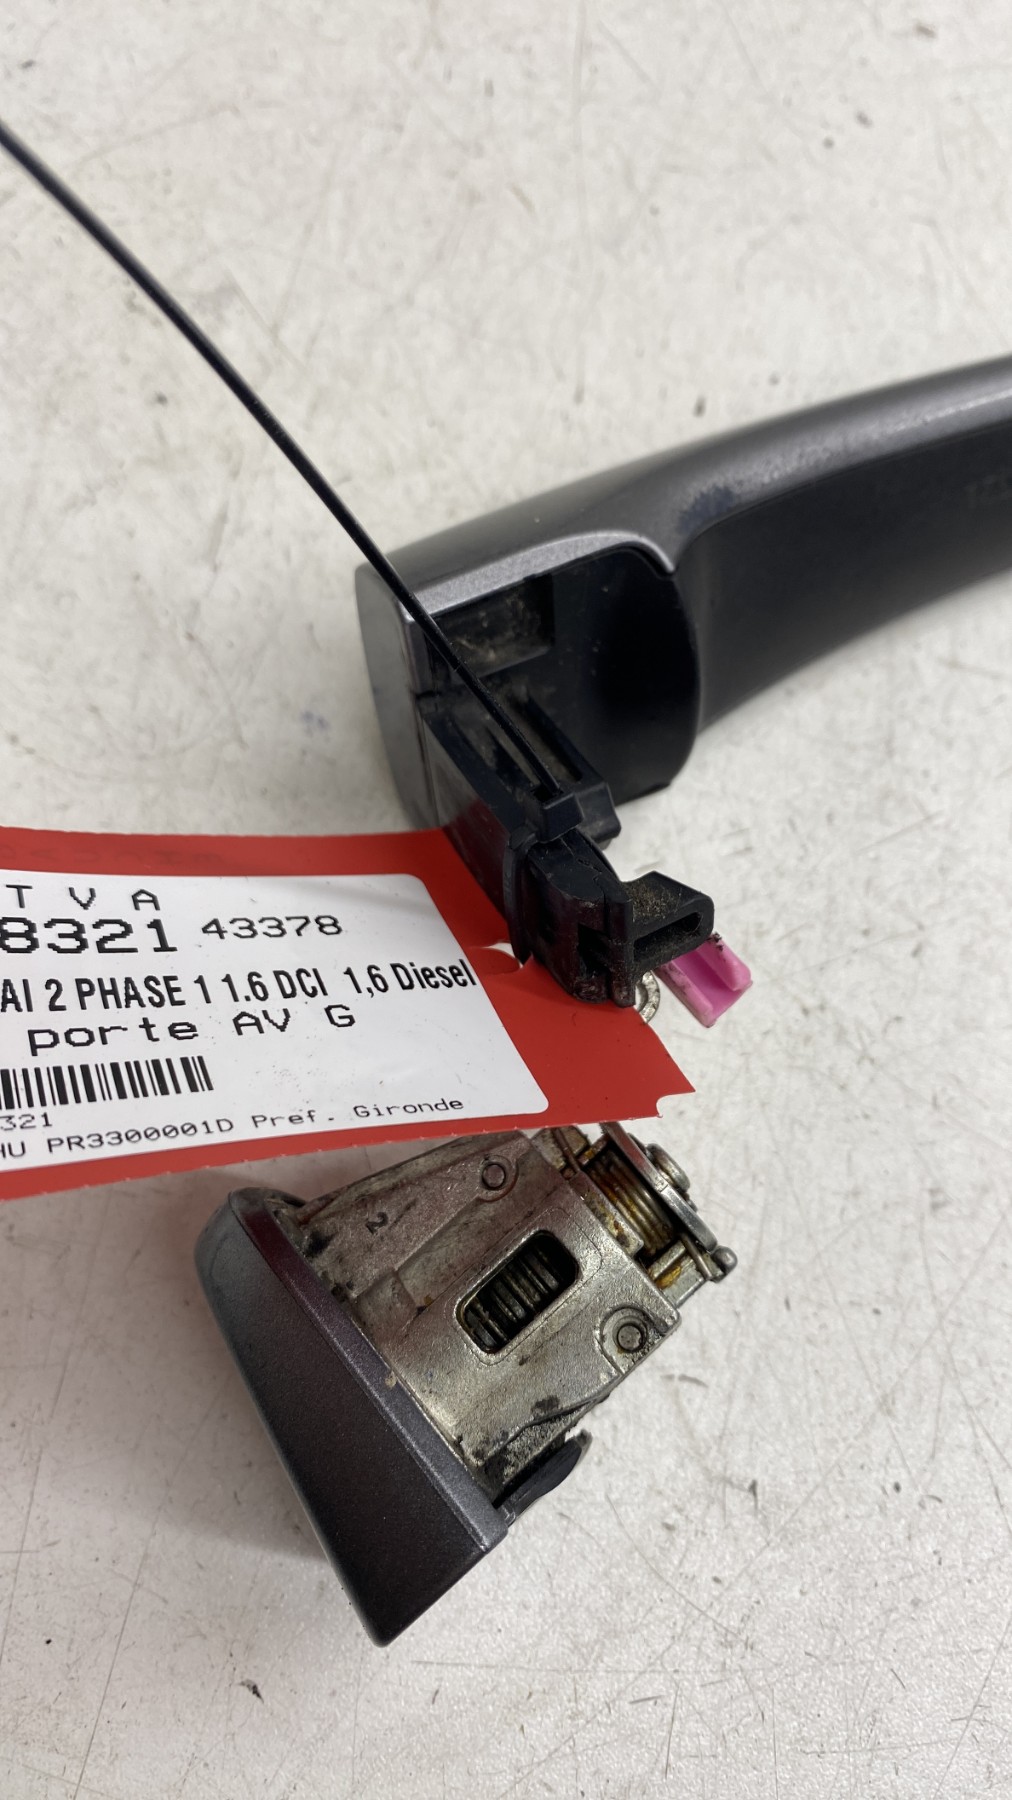 T V A
8321 43378
AI 2 PHASE 1 1.6 DCI 1,6 Diesel
porte AV G
321
HU PR3300001D Pref. Gironde
2